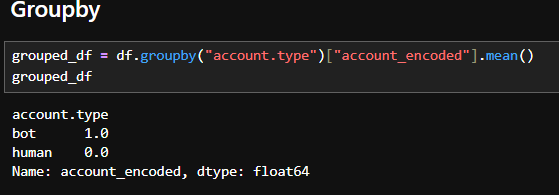 Groupby
grouped_df = df.groupby("account.type")["account_encoded"].mean()
grouped_df
account.type
bot      1.0
human    0.0
Name: account_encoded, dtype: float64